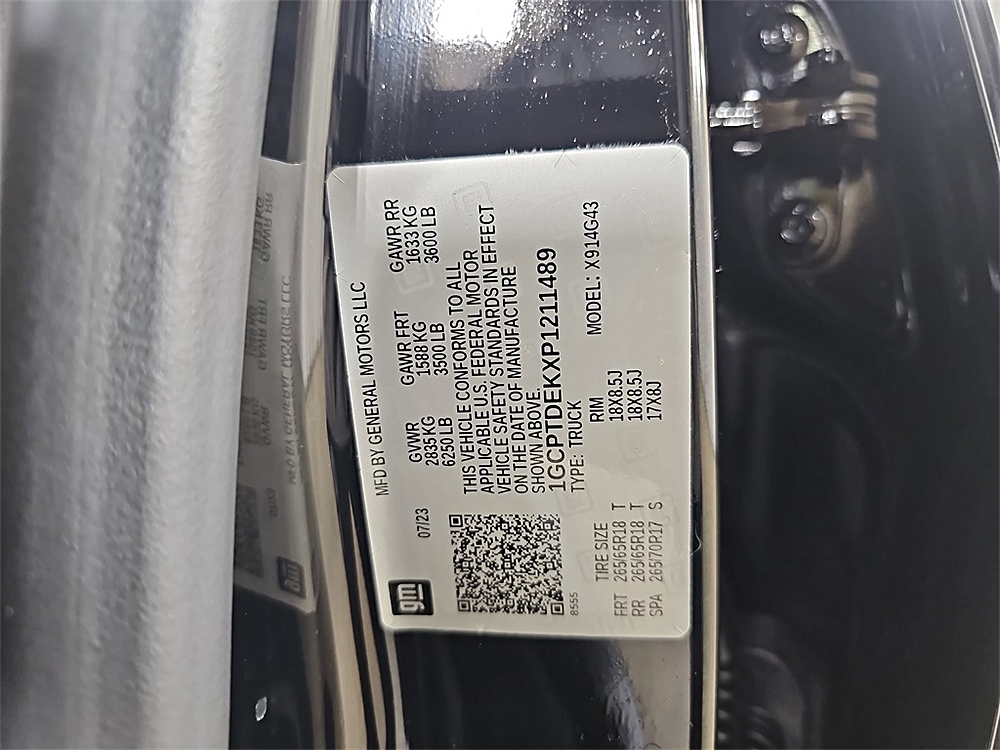 gm
MFD BY GENERAL MOTORS LLC
07/23
GVWR GAWR FRT GAWR RR
2835 KG 1588 KG 1633 KG
6250 LB 3500 LB 3600 LB
THIS VEHICLE CONFORMS TO ALL
APPLICABLE U.S. FEDERAL MOTOR
VEHICLE SAFETY STANDARDS IN EFFECT
ON THE DATE OF MANUFACTURE
SHOWN ABOVE.
1GCPTDEKXP1211489
TYPE: TRUCK MODEL: X914G43
8555
TIRE SIZE RIM
FRT 265/65R18 T 18X8.5J
RR 265/65R18 T 18X8.5J
SPA 265/70R17 S 17X8J